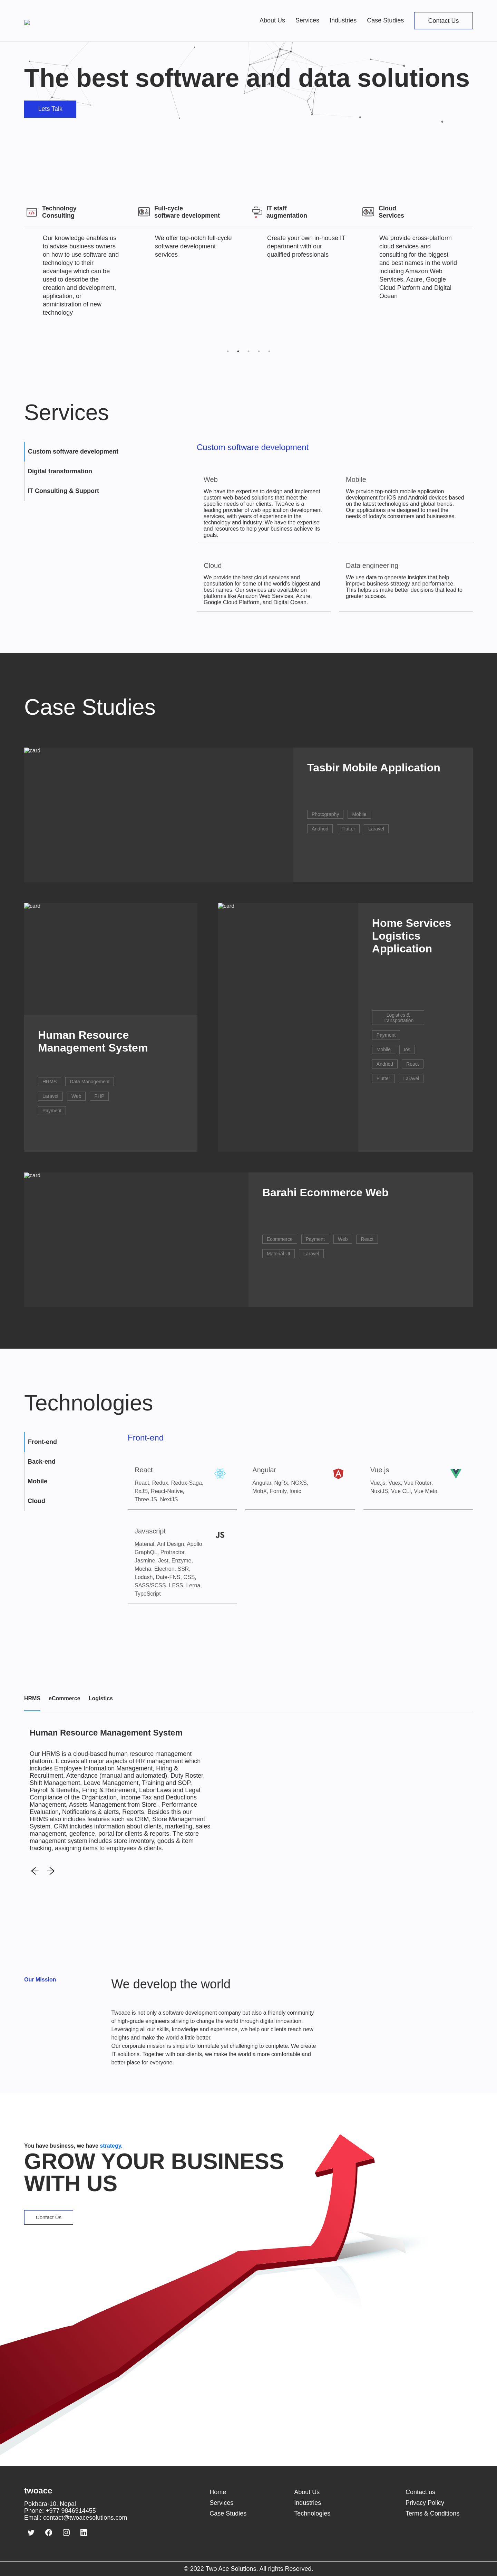 About Us
Services
Industries
Case Studies
Contact Us
The best software and data solutions
Lets Talk
Technology
Consulting
Our knowledge enables us
to advise business owners
on how to use software and
technology to their
advantage which can be
used to describe the
creation and development,
application, or
administration of new
technology
Full-cycle
software development
We offer top-notch full-cycle
software development
services
IT staff
augmentation
Create your own in-house IT
department with our
qualified professionals
Cloud
Services
We provide cross-platform
cloud services and
consulting for the biggest
and best names in the world
including Amazon Web
Services, Azure, Google
Cloud Platform and Digital
Ocean
Services
Custom software development
Digital transformation
IT Consulting & Support
Custom software development
Web
We have the expertise to design and implement
custom web-based solutions that meet the
specific needs of our clients. TwoAce is a
leading provider of web application development
services, with years of experience in the
technology and industry. We have the expertise
and resources to help your business achieve its
goals.
Mobile
We provide top-notch mobile application
development for iOS and Android devices based
on the latest technologies and global trends.
Our applications are designed to meet the
needs of today's consumers and businesses.
Cloud
We provide the best cloud services and
consultation for some of the world's biggest and
best names. Our services are available on
platforms like Amazon Web Services, Azure,
Google Cloud Platform, and Digital Ocean.
Data engineering
We use data to generate insights that help
improve business strategy and performance.
This helps us make better decisions that lead to
greater success.
Case Studies
card
Tasbir Mobile Application
Photography
Mobile
Andriod
Flutter
Laravel
card
Human Resource
Management System
HRMS
Data Management
Laravel
Web
PHP
Payment
card
Home Services
Logistics
Application
Logistics &
Transportation
Payment
Mobile
Ios
Andriod
React
Flutter
Laravel
card
Barahi Ecommerce Web
Ecommerce
Payment
Web
React
Material UI
Laravel
Technologies
Front-end
Back-end
Mobile
Cloud
Front-end
React
React, Redux, Redux-Saga,
RxJS, React-Native,
Three.JS, NextJS
Angular
Angular, NgRx, NGXS,
MobX, Formly, Ionic
Vue.js
Vue.js. Vuex, Vue Router,
NuxtJS, Vue CLI, Vue Meta
Javascript
Material, Ant Design, Apollo
GraphQL, Protractor,
Jasmine, Jest, Enzyme,
Mocha, Electron, SSR,
Lodash, Date-FNS, CSS,
SASS/SCSS, LESS, Lerna,
TypeScript
JS
HRMS
eCommerce
Logistics
Human Resource Management System
Our HRMS is a cloud-based human resource management
platform. It covers all major aspects of HR management which
includes Employee Information Management, Hiring &
Recruitment, Attendance (manual and automated), Duty Roster,
Shift Management, Leave Management, Training and SOP,
Payroll & Benefits, Firing & Retirement, Labor Laws and Legal
Compliance of the Organization, Income Tax and Deductions
Management, Assets Management from Store , Performance
Evaluation, Notifications & alerts, Reports. Besides this our
HRMS also includes features such as CRM, Store Management
System. CRM includes information about clients, marketing, sales
management, geofence, portal for clients & reports. The store
management system includes store inventory, goods & item
tracking, assigning items to employees & clients.
Our Mission
We develop the world
Twoace is not only a software development company but also a friendly community
of high-grade engineers striving to change the world through digital innovation.
Leveraging all our skills, knowledge and experience, we help our clients reach new
heights and make the world a little better.
Our corporate mission is simple to formulate yet challenging to complete. We create
IT solutions. Together with our clients, we make the world a more comfortable and
better place for everyone.
You have business, we have strategy.
GROW YOUR BUSINESS
WITH US
Contact Us
twoace
Pokhara-10, Nepal
Phone: +977 9846914455
Email: contact@twoacesolutions.com
Home
Services
Case Studies
About Us
Industries
Technologies
Contact us
Privacy Policy
Terms & Conditions
© 2022 Two Ace Solutions. All rights Reserved.